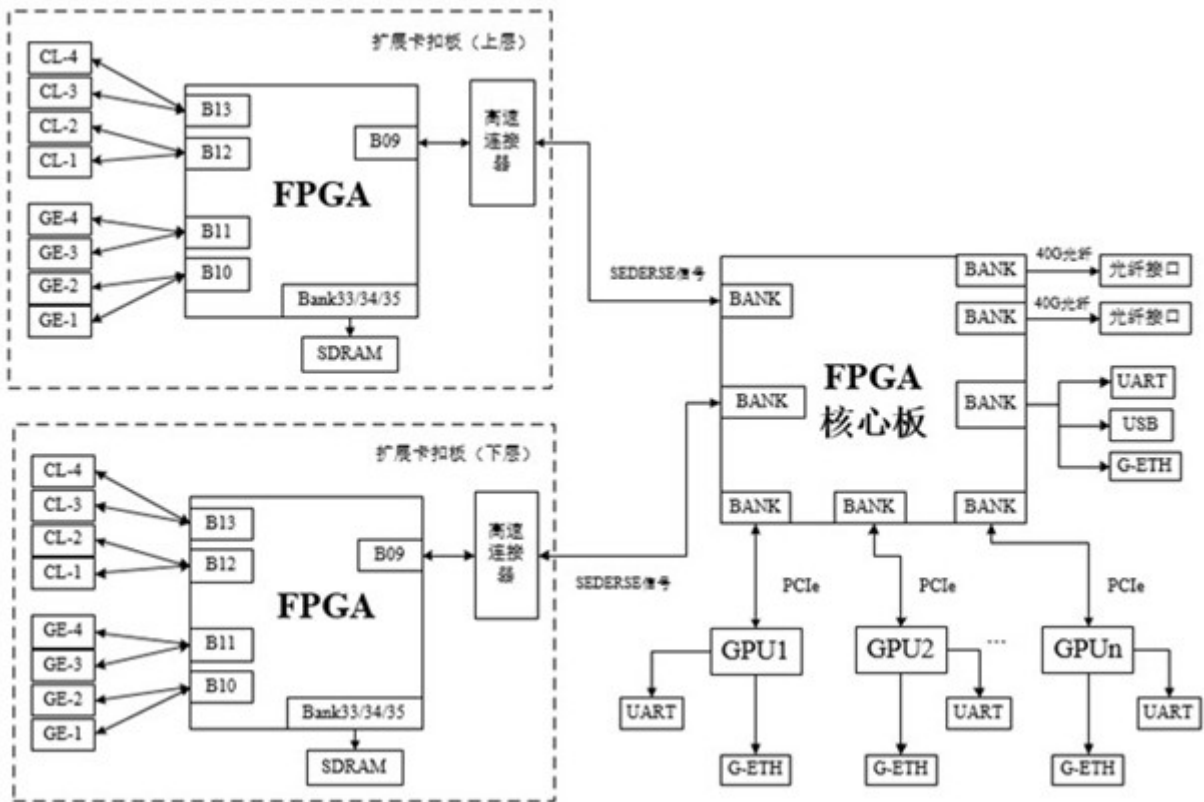 扩展卡扣板（上层）
CL-4
CL-3
CL-2
CL-1
GE-4
GE-3
GE-2
GE-1
B13
B12
B11
B10
B09
FPGA
Bank33/34/35
SDRAM
高速
连接
器
SEDERSE信号
扩展卡扣板（下层）
CL-4
CL-3
CL-2
CL-1
GE-4
GE-3
GE-2
GE-1
B13
B12
B11
B10
B09
FPGA
Bank33/34/35
SDRAM
高速
连接
器
SEDERSE信号
BANK
BANK
FPGA
核心板
BANK
40G光纤
光纤接口
BANK
40G光纤
光纤接口
BANK
UART
USB
G-ETH
BANK
BANK
BANK
PCIe
PCIe
PCIe
GPU1
GPU2
...
GPUn
UART
UART
UART
G-ETH
G-ETH
G-ETH